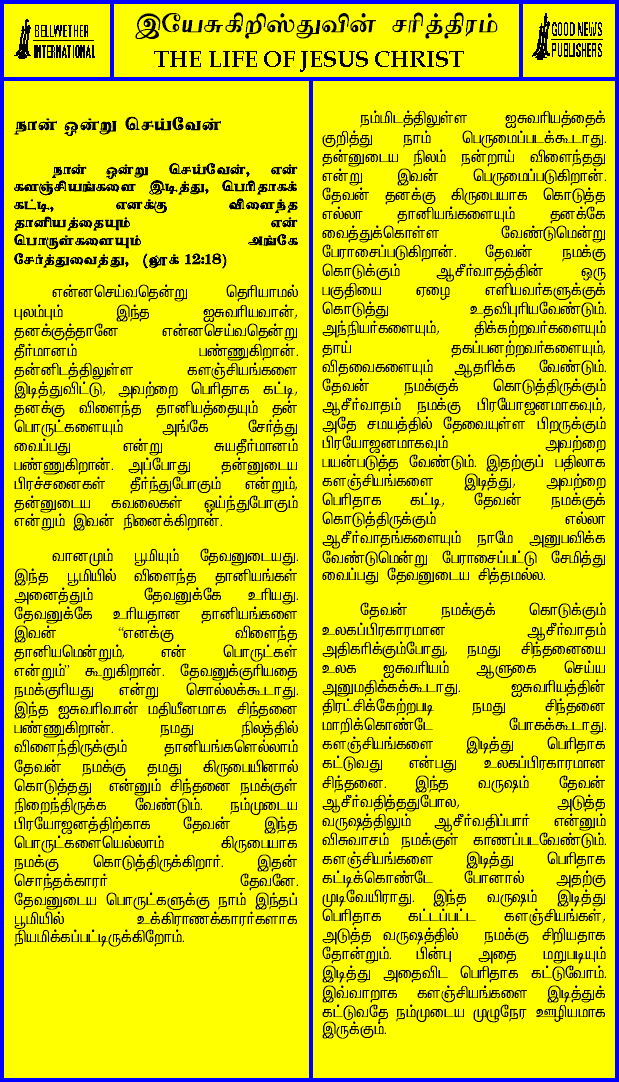 BELLWETHER
INTERNATIONAL
இயேசுகிறிஸ்துவின் சரித்திரம்
THE LIFE OF JESUS CHRIST
GOOD NEWS
PUBLISHERS
நான் ஒன்று செய்வேன்
நான் ஒன்று செய்வேன், என்
களஞ்சியங்களை இடித்து, பெரிதாகக்
கட்டி, எனக்கு விளைந்த
தானியத்தையும் என்
பொருள்களையும் அங்கே
சேர்த்துவைத்து, (லூக் 12:18)
என்னசெய்வதென்று தெரியாமல்
புலம்பும் இந்த ஐசுவரியவான்,
தனக்குத்தானே என்னசெய்வதென்று
தீர்மானம் பண்ணுகிறான்.
தன்னிடத்திலுள்ள களஞ்சியங்களை
இடித்துவிட்டு, அவற்றை பெரிதாக கட்டி,
தனக்கு விளைந்த தானியத்தையும் தன்
பொருட்களையும் அங்கே சேர்த்து
வைப்பது என்று சுயதீர்மானம்
பண்ணுகிறான். அப்போது தன்னுடைய
பிரச்சனைகள் தீர்ந்துபோகும் என்றும்,
தன்னுடைய கவலைகள் ஓய்ந்துபோகும்
என்றும் இவன் நினைக்கிறான்.
வானமும் பூமியும் தேவனுடையது.
இந்த பூமியில் விளைந்த தானியங்கள்
அனைத்தும் தேவனுக்கே உரியது.
தேவனுக்கே உரியதான தானியங்களை
இவன் “எனக்கு விளைந்த
தானியமென்றும், என் பொருட்கள்
என்றும்” கூறுகிறான். தேவனுக்குரியதை
நமக்குரியது என்று சொல்லக்கூடாது.
இந்த ஐசுவரிவான் மதியீனமாக சிந்தனை
பண்ணுகிறான். நமது நிலத்தில்
விளைந்திருக்கும் தானியங்களெல்லாம்
தேவன் நமக்கு தமது கிருபையினால்
கொடுத்தது என்னும் சிந்தனை நமக்குள்
நிறைந்திருக்க வேண்டும். நம்முடைய
பிரயோஜனத்திற்காக தேவன் இந்த
பொருட்களையெல்லாம் கிருபையாக
நமக்கு கொடுத்திருக்கிறார். இதன்
சொந்தக்காரர் தேவனே.
தேவனுடைய பொருட்களுக்கு நாம் இந்தப்
பூமியில் உக்கிராணக்காரர்களாக
நியமிக்கப்பட்டிருக்கிறோம்.
நம்மிடத்திலுள்ள ஐசுவரியத்தைக்
குறித்து நாம் பெருமைப்படக்கூடாது.
தன்னுடைய நிலம் நன்றாய் விளைந்தது
என்று இவன் பெருமைப்படுகிறான்.
தேவன் தனக்கு கிருபையாக கொடுத்த
எல்லா தானியங்களையும் தனக்கே
வைத்துக்கொள்ள வேண்டுமென்று
பேராசைப்படுகிறான். தேவன் நமக்கு
கொடுக்கும் ஆசீர்வாதத்தின் ஒரு
பகுதியை ஏழை எளியவர்களுக்குக்
கொடுத்து உதவிபுரியவேண்டும்.
அந்நியர்களையும், திக்கற்றவர்களையும்
தாய் தகப்பனற்றவர்களையும்,
விதவைகளையும் ஆதரிக்க வேண்டும்.
தேவன் நமக்குக் கொடுத்திருக்கும்
ஆசீர்வாதம் நமக்கு பிரயோஜனமாகவும்,
அதே சமயத்தில் தேவையுள்ள பிறருக்கும்
பிரயோஜனமாகவும் அவற்றை
பயன்படுத்த வேண்டும். இதற்குப் பதிலாக
களஞ்சியங்களை இடித்து, அவற்றை
பெரிதாக கட்டி, தேவன் நமக்குக்
கொடுத்திருக்கும் எல்லா
ஆசீர்வாதங்களையும் நாமே அனுபவிக்க
வேண்டுமென்று பேராசைப்பட்டு சேமித்து
வைப்பது தேவனுடைய சித்தமல்ல.
தேவன் நமக்குக் கொடுக்கும்
உலகப்பிரகாரமான ஆசீர்வாதம்
அதிகரிக்கும்போது, நமது சிந்தனையை
உலக ஐசுவரியம் ஆளுகை செய்ய
அனுமதிக்கக்கூடாது. ஐசுவரியத்தின்
திரட்சிக்கேற்றபடி நமது சிந்தனை
மாறிக்கொண்டே போகக்கூடாது.
களஞ்சியங்களை இடித்து பெரிதாக
கட்டுவது என்பது உலகப்பிரகாரமான
சிந்தனை. இந்த வருஷம் தேவன்
ஆசீர்வதித்ததுபோல, அடுத்த
வருஷத்திலும் ஆசீர்வதிப்பார் என்னும்
விசுவாசம் நமக்குள் காணப்படவேண்டும்.
களஞ்சியங்களை இடித்து பெரிதாக
கட்டிக்கொண்டே போனால் அதற்கு
முடிவேயிராது. இந்த வருஷம் இடித்து
பெரிதாக கட்டப்பட்ட களஞ்சியங்கள்,
அடுத்த வருஷத்தில் நமக்கு சிறியதாக
தோன்றும். பின்பு அதை மறுபடியும்
இடித்து அதைவிட பெரிதாக கட்டுவோம்.
இவ்வாறாக களஞ்சியங்களை இடித்துக்
கட்டுவதே நம்முடைய முழுநேர ஊழியமாக
இருக்கும்.